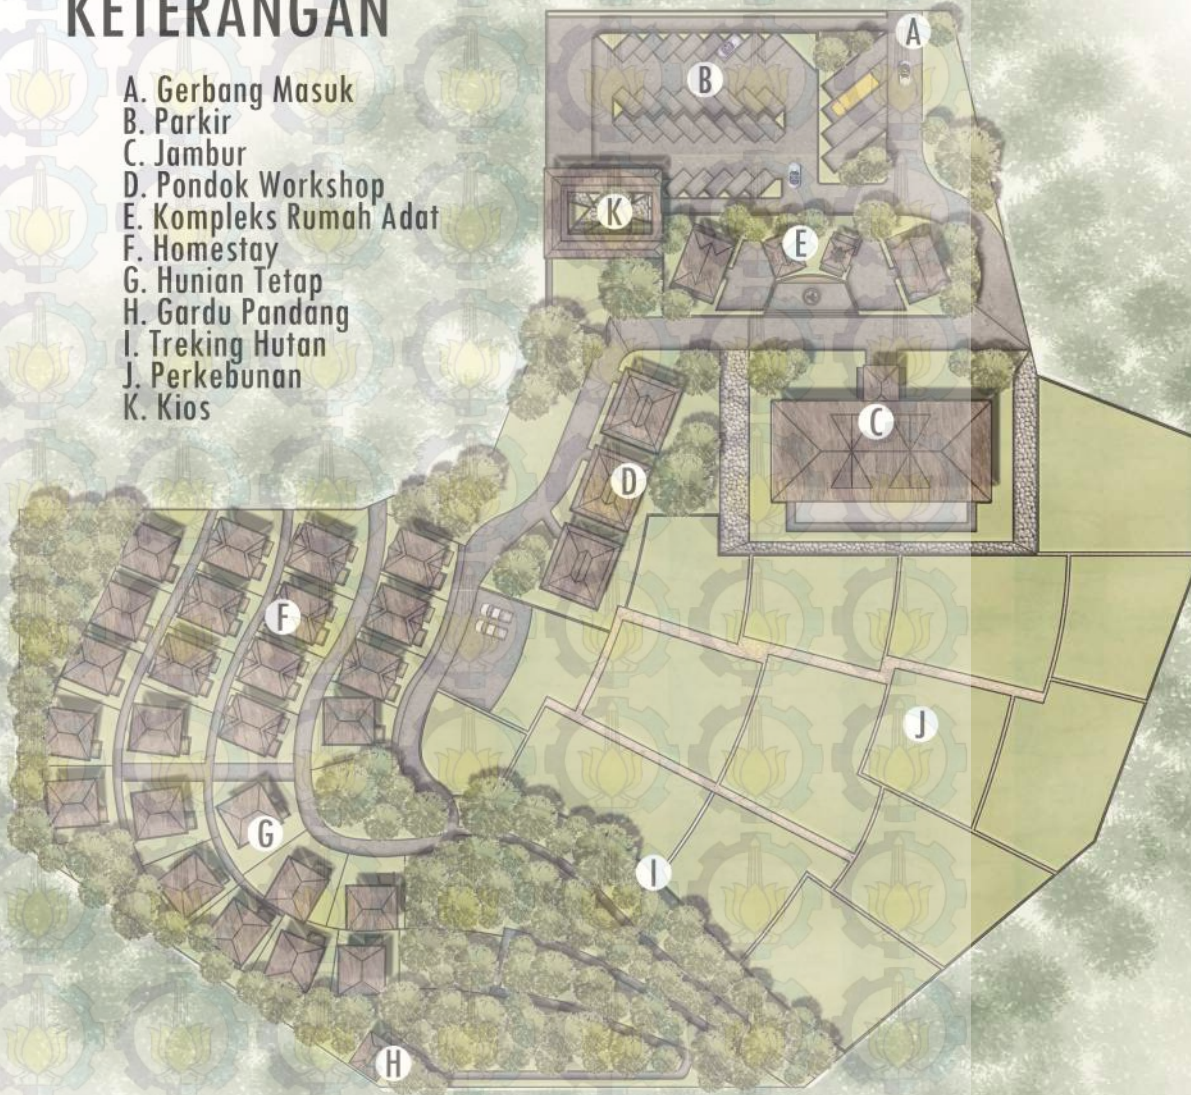 KETERANGAN
A. Gerbang Masuk
B. Parkir
C. Jambur
D. Pondok Workshop
E. Kompleks Rumah Adat
F. Homestay
G. Hunian Tetap
H. Gardu Pandang
I. Treking Hutan
J. Perkebunan
K. Kios
A
B
K
E
C
D
F
J
G
I
H